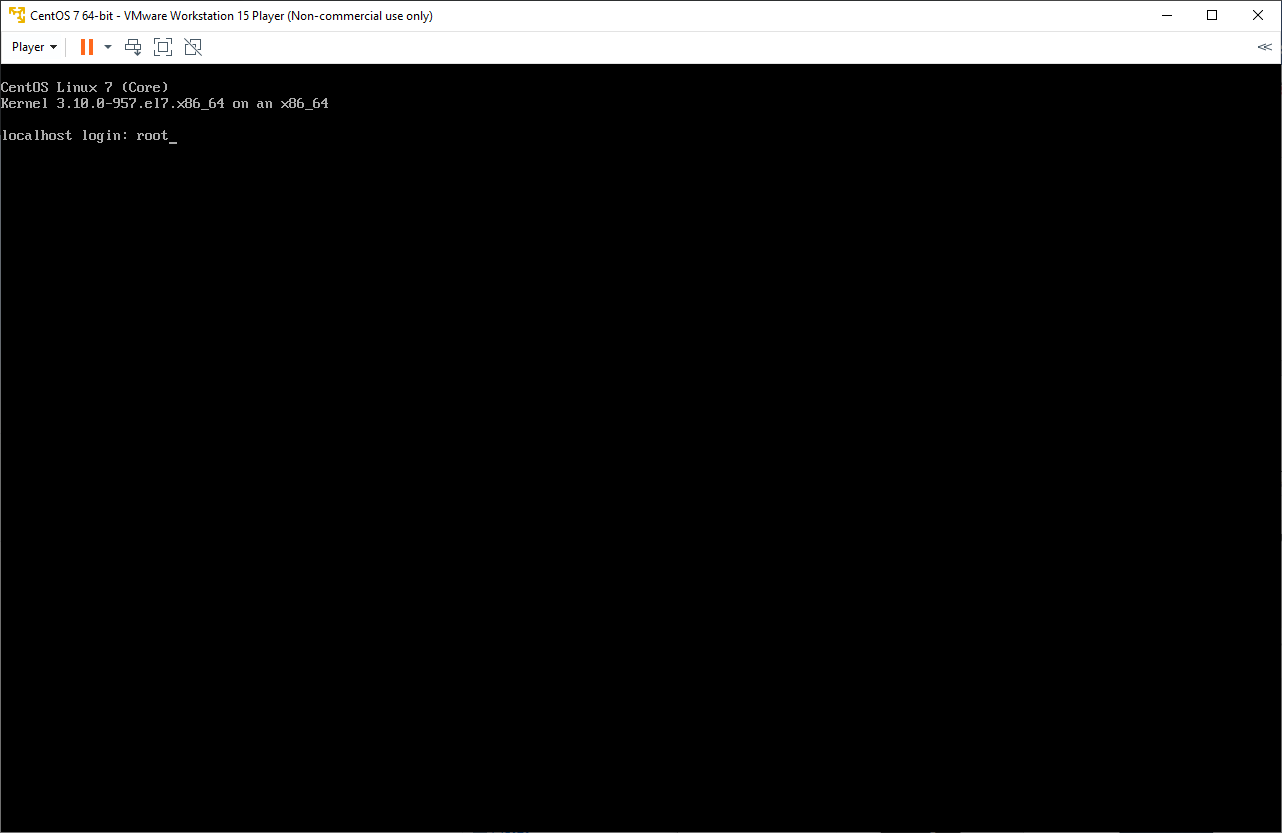 CentOS 7 64-bit - VMware Workstation 15 Player (Non-commercial use only)
Player
CentOS Linux 7 (Core)
Kernel 3.10.0-957.el7.x86_64 on an x86_64
localhost login: root_